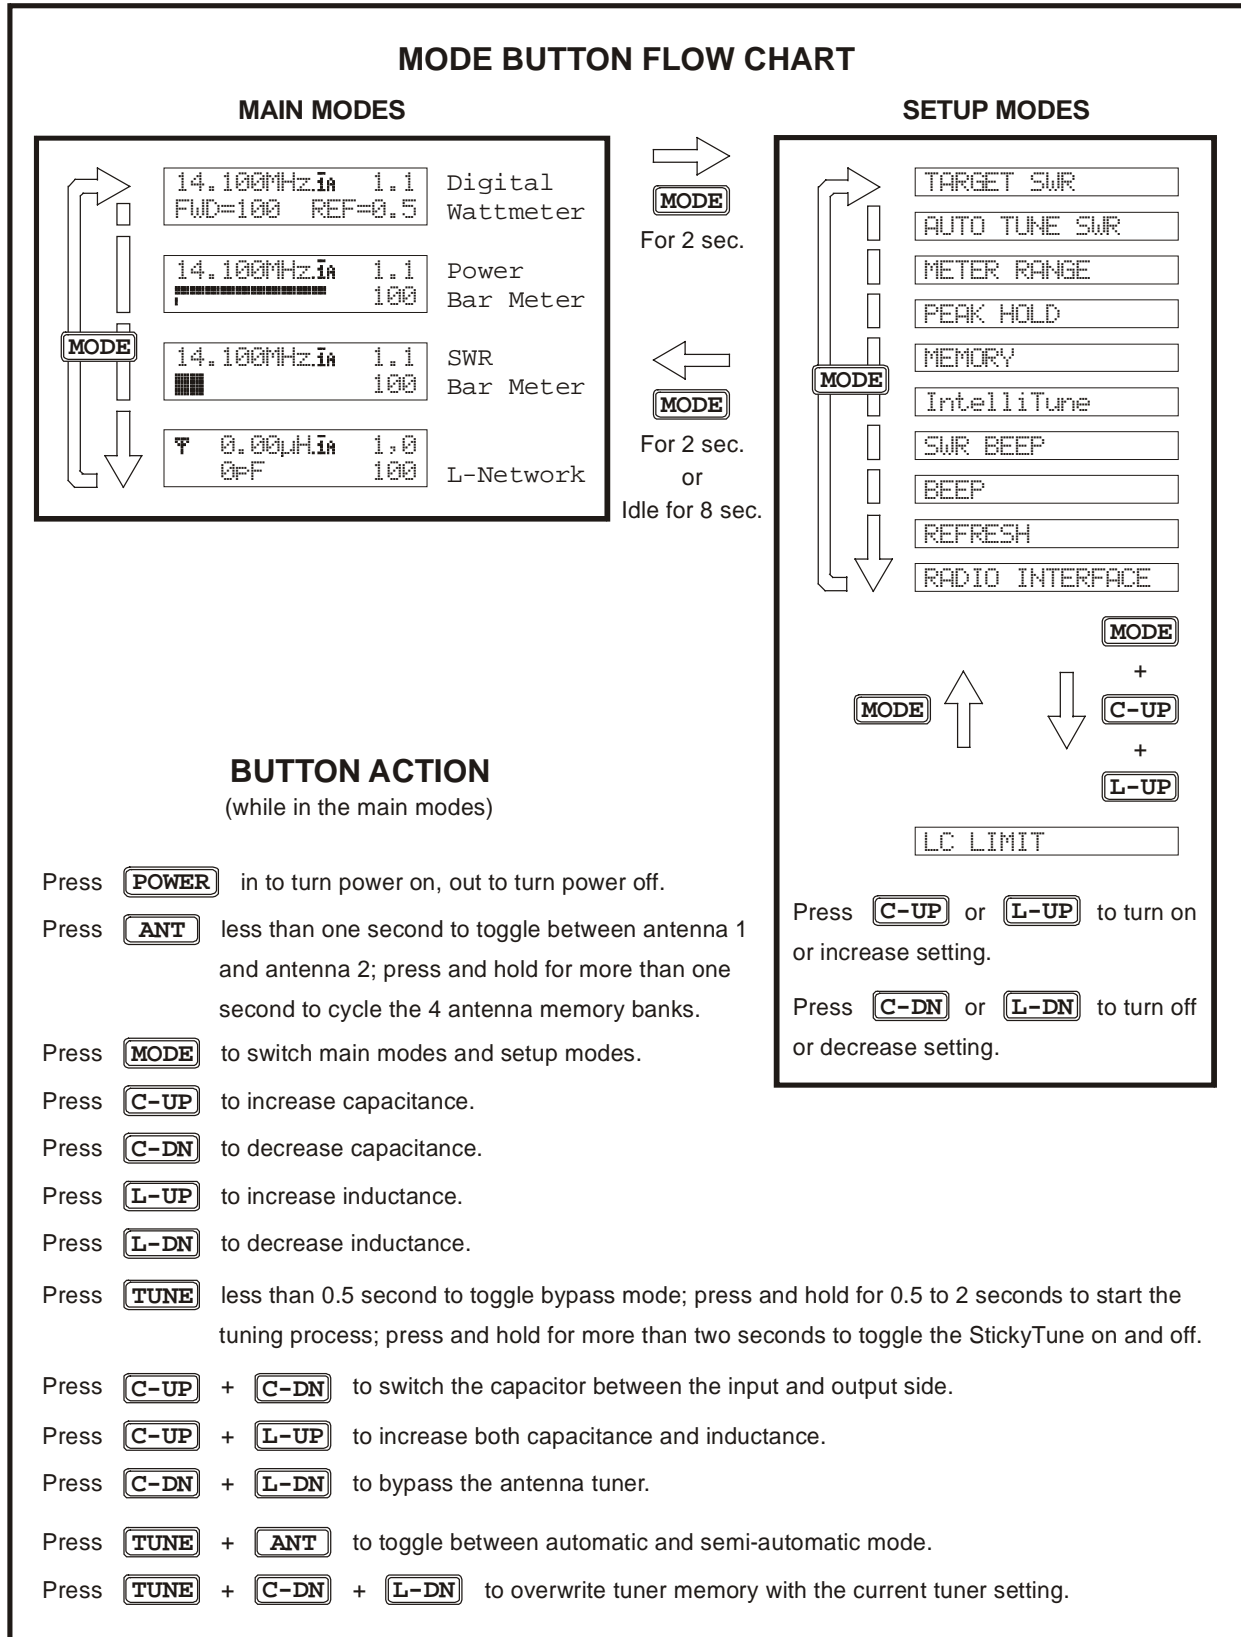 MODE BUTTON FLOW CHART
MAIN MODES
14.100MHz.1A 1.1 Digital
FWD=100 REF=0.5 Wattmeter
14.100MHz.1A 1.1 Power
100 Bar Meter
MODE
14.100MHz.1A 1.1 SWR
100 Bar Meter
0.00µH.1A 1,0
0pF 100 L-Network
MODE
For 2 sec.
MODE
For 2 sec.
or
Idle for 8 sec.
SETUP MODES
TARGET SWR
AUTO TUNE SWR
METER RANGE
PEAK HOLD
MEMORY
MODE
IntelliTune
SWR BEEP
BEEP
REFRESH
RADIO INTERFACE
MODE
+
MODE
C-UP
+
L-UP
LC LIMIT
Press C-UP or L-UP to turn on
or increase setting.
Press C-DN or L-DN to turn off
or decrease setting.
BUTTON ACTION
(while in the main modes)
Press POWER in to turn power on, out to turn power off.
Press ANT less than one second to toggle between antenna 1
and antenna 2; press and hold for more than one
second to cycle the 4 antenna memory banks.
Press MODE to switch main modes and setup modes.
Press C-UP to increase capacitance.
Press C-DN to decrease capacitance.
Press L-UP to increase inductance.
Press L-DN to decrease inductance.
Press TUNE less than 0.5 second to toggle bypass mode; press and hold for 0.5 to 2 seconds to start the
tuning process; press and hold for more than two seconds to toggle the StickyTune on and off.
Press C-UP + C-DN to switch the capacitor between the input and output side.
Press C-UP + L-UP to increase both capacitance and inductance.
Press C-DN + L-DN to bypass the antenna tuner.
Press TUNE + ANT to toggle between automatic and semi-automatic mode.
Press TUNE + C-DN + L-DN to overwrite tuner memory with the current tuner setting.